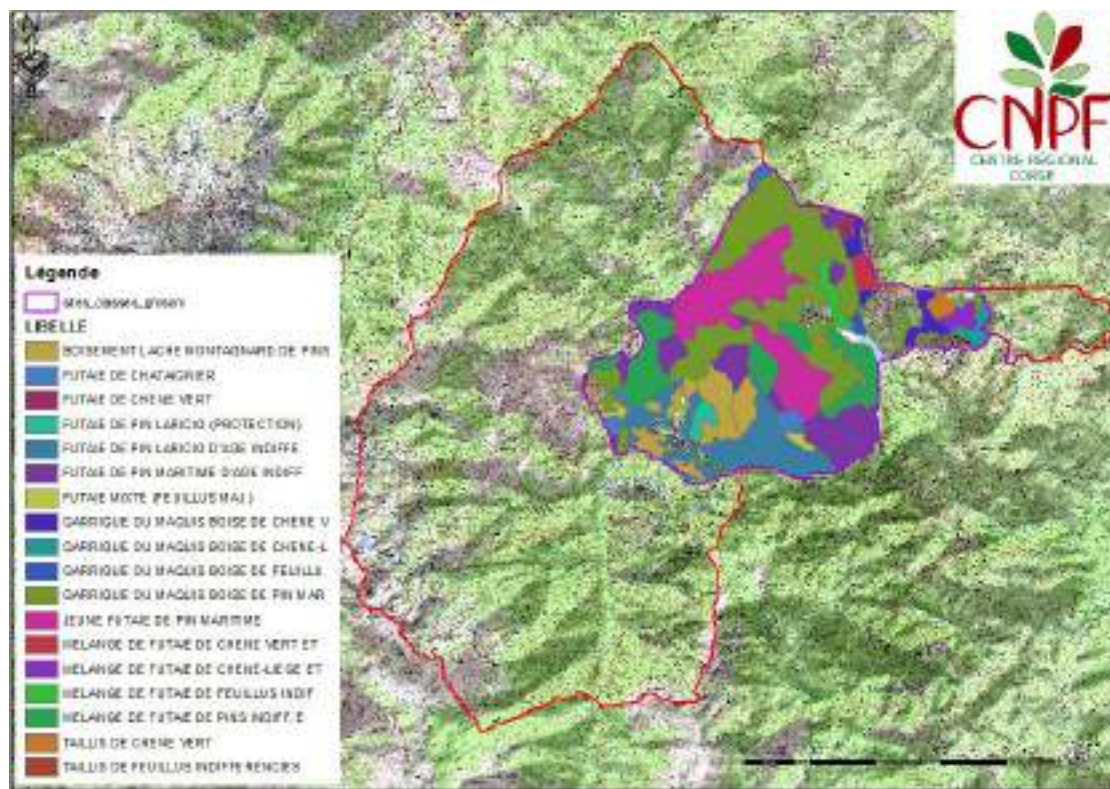 CNPF
CENTRE REGIONAL
CORSE
Légende
sites_classes_
LIBELLE
BOISEMENT LACHE MONTAGNARD DE PINS
FUTAIE DE CHATAIGNIER
FUTAIE DE CHENE VERT
FUTAIE DE PIN LARICIO (PROTECTION)
FUTAIE DE PIN LARICIO D'AGE INDIFFE
FUTAIE DE PIN MARITIME D'AGE INDIFF
FUTAIE MIXTE (FEUILLUS MAJ.)
GARRIGUE OU MAQUIS BOISE DE CHENE V
GARRIGUE OU MAQUIS BOISE DE CHENE-L
GARRIGUE OU MAQUIS BOISE DE FEUILLU
GARRIGUE OU MAQUIS BOISE DE PIN MAR
JEUNE FUTAIE DE PIN MARITIME
MELANGE DE FUTAIE DE CHENE VERT ET
MELANGE DE FUTAIE DE CHENE-LIEGE ET
MELANGE DE FUTAIE DE FEUILLUS INDIF
MELANGE DE FUTAIE DE PINS INDIFF. E
TAILLIS DE CHENE VERT
TAILLIS DE FEUILLUS INDIFFERENCIES